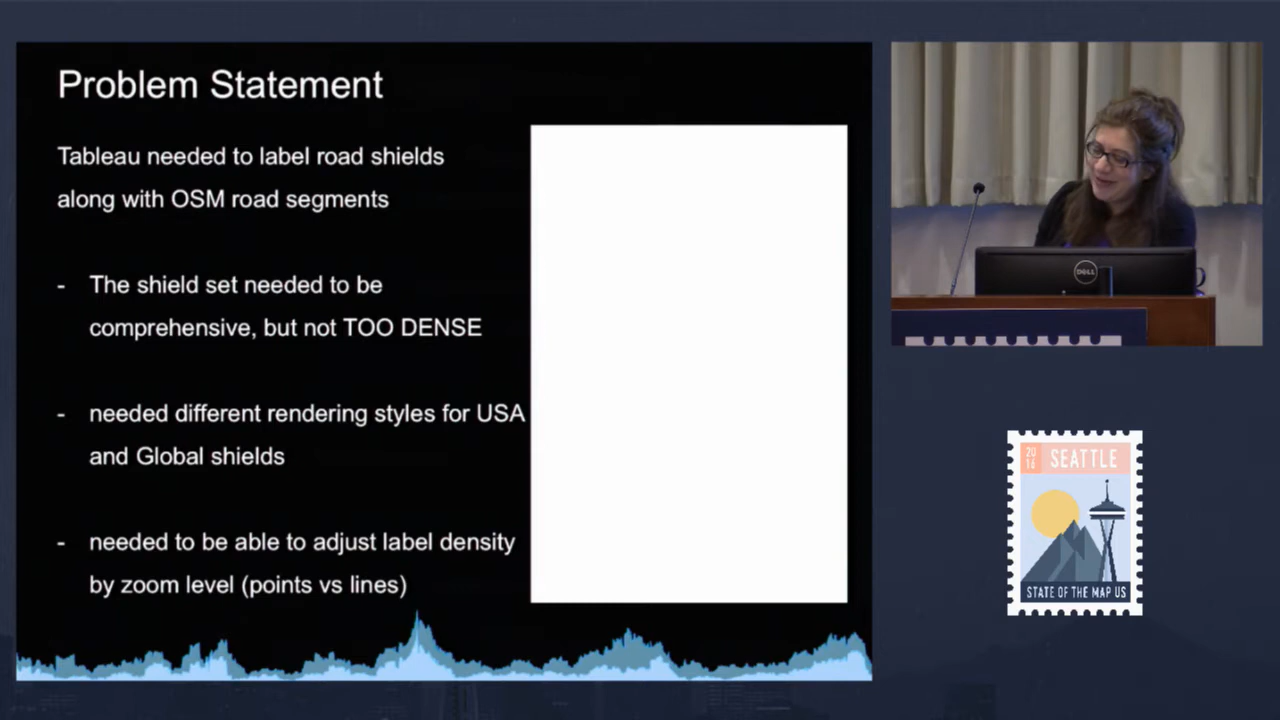 Problem Statement
Tableau needed to label road shields
along with OSM road segments
- The shield set needed to be
comprehensive, but not TOO DENSE
- needed different rendering styles for USA
and Global shields
- needed to be able to adjust label density
by zoom level (points vs lines)
DELL
20
16
SEATTLE
STATE OF THE MAP US